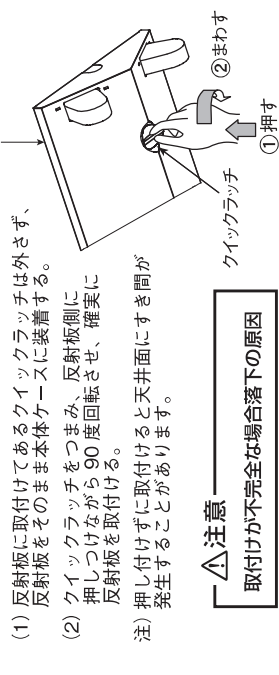 (1) 反射板に取付けてあるクイックラッチは外さず、
反射板をそのまま本体ケースに装着する。
(2) クイックラッチをつまみ、反射板側に
押しつけながら 90 度回転させ、確実に
反射板を取付ける。
注) 押し付けずに取付けると天井面にすき間が
発生することがあります。
クイックラッチ
①押す
②まわす
注意
取付けが不完全な場合落下の原因